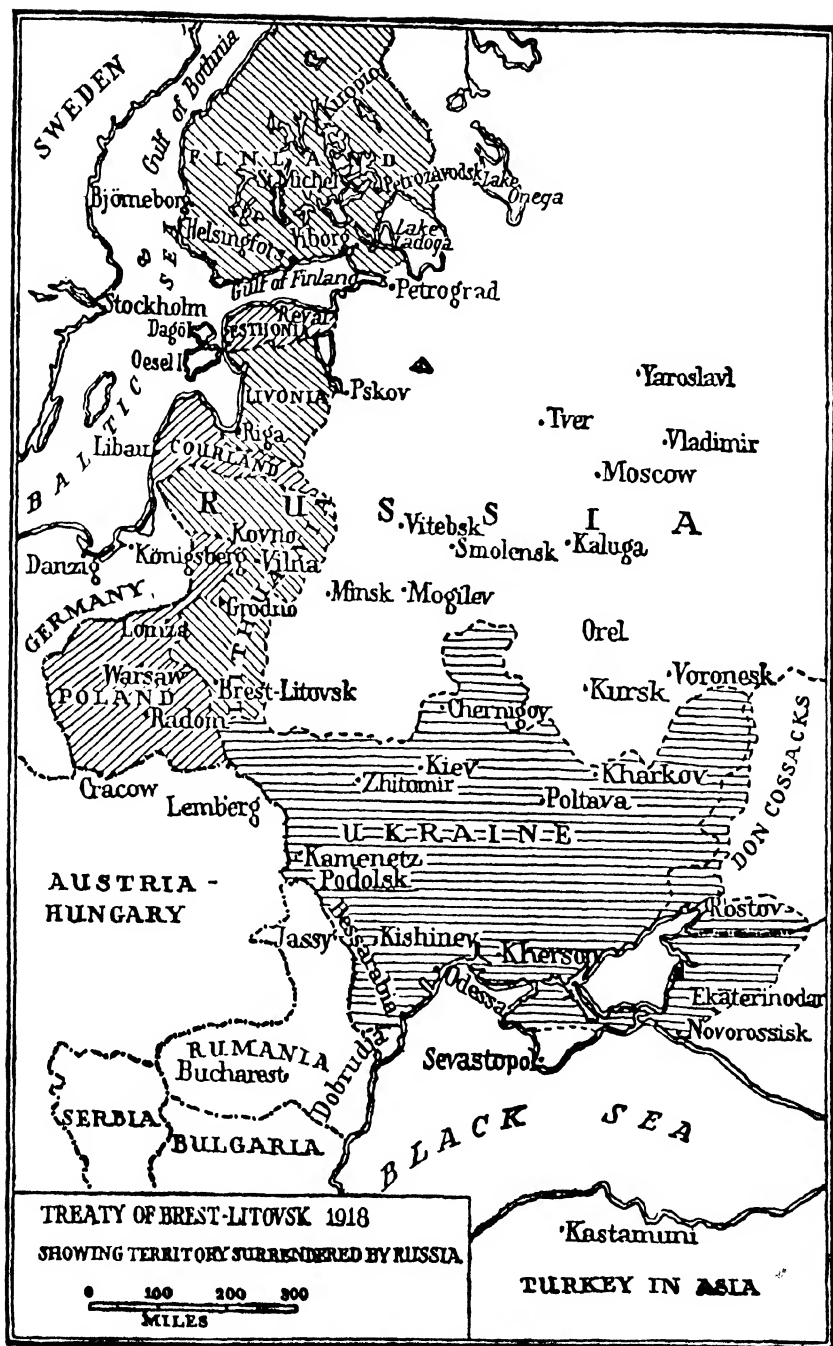 SWEDEN
Gulf of Bothnia
Kuopio
FINLAND
St Michel
Petrozavodsk
Lake Onega
Björneborg
Helsingfors
Viborg
Lake Ladoga
Gulf of Finland
Petrograd
Stockholm
BALTIC SEA
Dagö I
Reval
ESTHONIA
Oesel I
LIVONIA
Pskov
Yaroslavl
Tver
Vladimir
Moscow
Libau
Riga
COURLAND
RUSSIA
Vitebsk
Smolensk
Kaluga
Danzig
Königsberg
Kovno
Vilna
LITHUANIA
GERMANY
Grodno
Minsk
Mogilev
Lomza
Orel
Warsaw
POLAND
Radom
Brest-Litovsk
Chernigov
Kursk
Voronesk
Cracow
Lemberg
Kiev
Zhitomir
Kharkov
Poltava
DON COSSACKS
UKRAINE
Kamenetz
Podolsk
AUSTRIA-
HUNGARY
Rostov
Jassy
Bessarabia
Kishinev
Kherson
Odessa
Ekaterinodar
Novorossisk
RUMANIA
Bucharest
Dobrudja
Sevastopol
SERBIA
BULGARIA
BLACK SEA
TREATY OF BREST-LITOVSK 1918
SHOWING TERRITORY SURRENDERED BY RUSSIA
0 100 200 300
MILES
Kastamuni
TURKEY IN ASIA